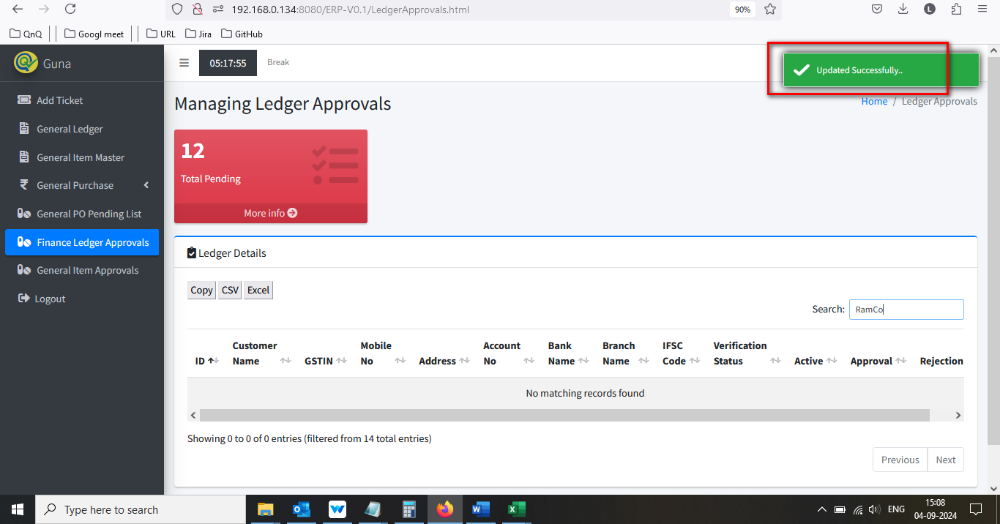 192.168.0.134:8080/ERP-V0.1/LedgerApprovals.html
90%
L
QnQ
Googl meet
URL
Jira
GitHub
Guna
05:17:55
Break
Updated Successfully..
Add Ticket
General Ledger
General Item Master
General Purchase
General PO Pending List
Finance Ledger Approvals
General Item Approvals
Logout
Managing Ledger Approvals
Home / Ledger Approvals
12
Total Pending
More info
Ledger Details
Copy
CSV
Excel
Search: RamCo
ID
Customer Name
GSTIN
Mobile No
Address
Account No
Bank Name
Branch Name
IFSC Code
Verification Status
Active
Approval
Rejection
No matching records found
Showing 0 to 0 of 0 entries (filtered from 14 total entries)
Previous
Next
Type here to search
ENG
15:08
04-09-2024